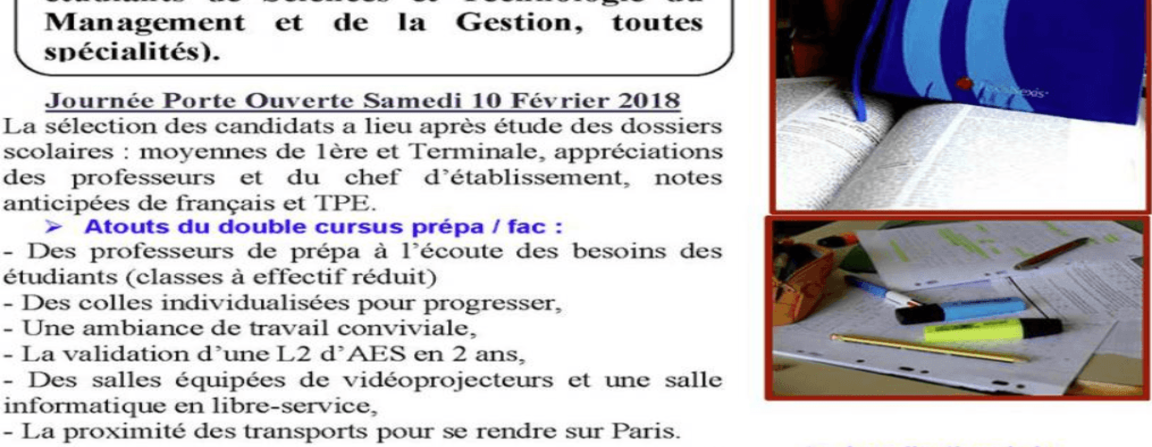 Management et de la Gestion, toutes
spécialités).
Journée Porte Ouverte Samedi 10 Février 2018
La sélection des candidats a lieu après étude des dossiers
scolaires : moyennes de 1ère et Terminale, appréciations
des professeurs et du chef d'établissement, notes
anticipées de français et TPE.
➢ Atouts du double cursus prépa / fac :
- Des professeurs de prépa à l'écoute des besoins des
étudiants (classes à effectif réduit)
- Des colles individualisées pour progresser,
- Une ambiance de travail conviviale,
- La validation d'une L2 d'AES en 2 ans,
- Des salles équipées de vidéoprojecteurs et une salle
informatique en libre-service,
- La proximité des transports pour se rendre sur Paris.